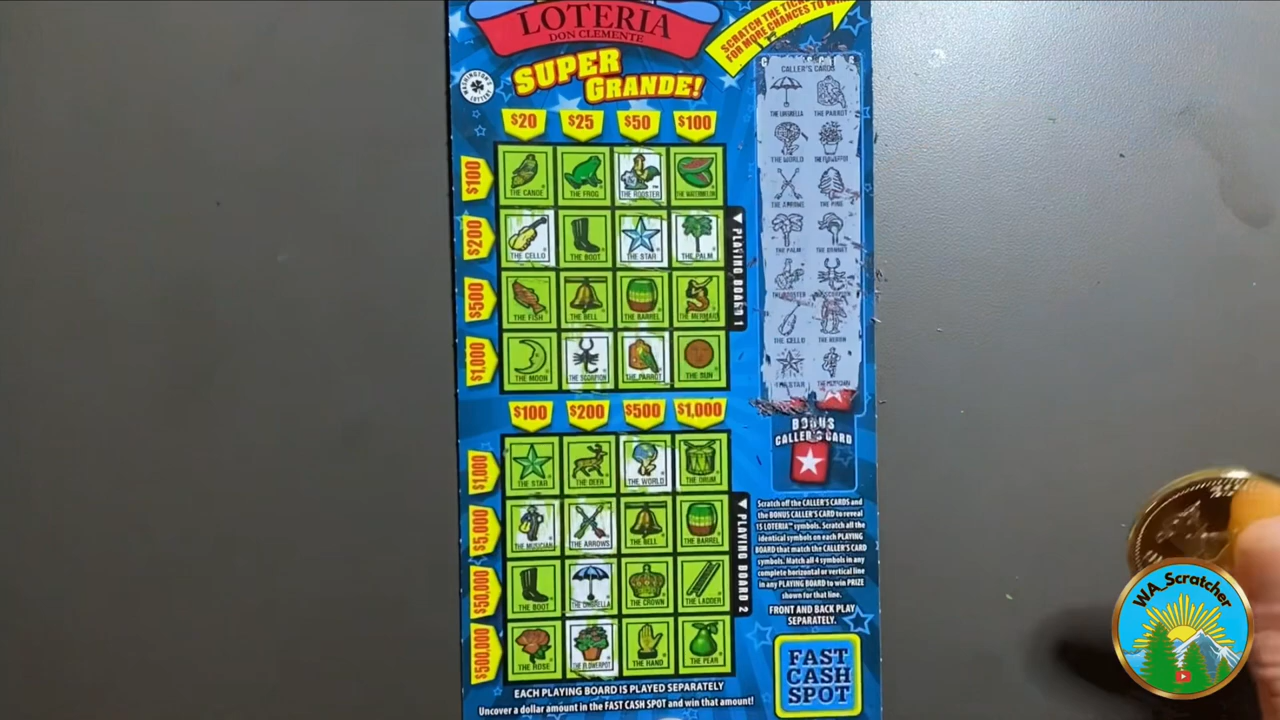 LOTERIA
DON CLEMENTE
SUPER
GRANDE!
SCRATCH THE TICKET
FOR MORE CHANCES TO WIN
WASHINGTON'S
LOTTERY
$20 $25 $50 $100
$100
THE CANOE THE FROG THE ROOSTER THE WATERMELON
$200
THE CELLO THE BOOT THE STAR THE PALM
$500
THE FISH THE BELL THE BARREL THE MERMAID
$1,000
THE MOON THE SCORPION THE PARROT THE SUN
PLAYING BOARD 1
$100 $200 $500 $1,000
$1,000
THE STAR THE DEER THE WORLD THE DRUM
$5,000
THE MUSICIAN THE ARROWS THE BELL THE BARREL
$50,000
THE BOOT THE UMBRELLA THE CROWN THE LADDER
$500,000
THE ROSE THE FLOWERPOT THE HAND THE PEAR
PLAYING BOARD 2
EACH PLAYING BOARD IS PLAYED SEPARATELY
Uncover a dollar amount in the FAST CASH SPOT and win that amount!
CALLER'S CARDS
THE UMBRELLA THE PARROT
THE WORLD THE FLOWERPOT
THE ARROWS THE PINE
THE PALM THE BONNET
THE ROOSTER THE SCORPION
THE CELLO THE HERON
THE STAR THE MUSICIAN
BONUS
CALLER'S CARD
Scratch off the CALLER'S CARDS and
the BONUS CALLER'S CARD to reveal
15 LOTERIA™ symbols. Scratch all the
identical symbols on each PLAYING
BOARD that match the CALLER'S CARD
symbols. Match all 4 symbols in any
complete horizontal or vertical line
in any PLAYING BOARD to win PRIZE
shown for that line.
FRONT AND BACK PLAY
SEPARATELY.
FAST
CASH
SPOT
WA_Scratcher